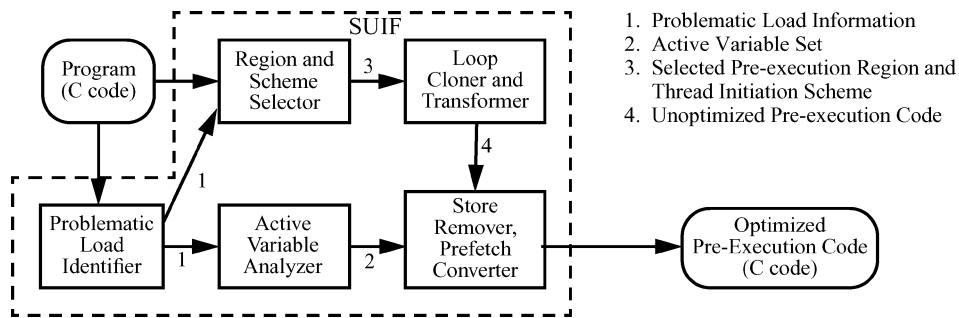 SUIF
Program
(C code)
Region and
Scheme
Selector
3
Loop
Cloner and
Transformer
1. Problematic Load Information
2. Active Variable Set
3. Selected Pre-execution Region and
Thread Initiation Scheme
4. Unoptimized Pre-execution Code
4
1
Problematic
Load
Identifier
1
Active
Variable
Analyzer
2
Store
Remover,
Prefetch
Converter
Optimized
Pre-Execution Code
(C code)